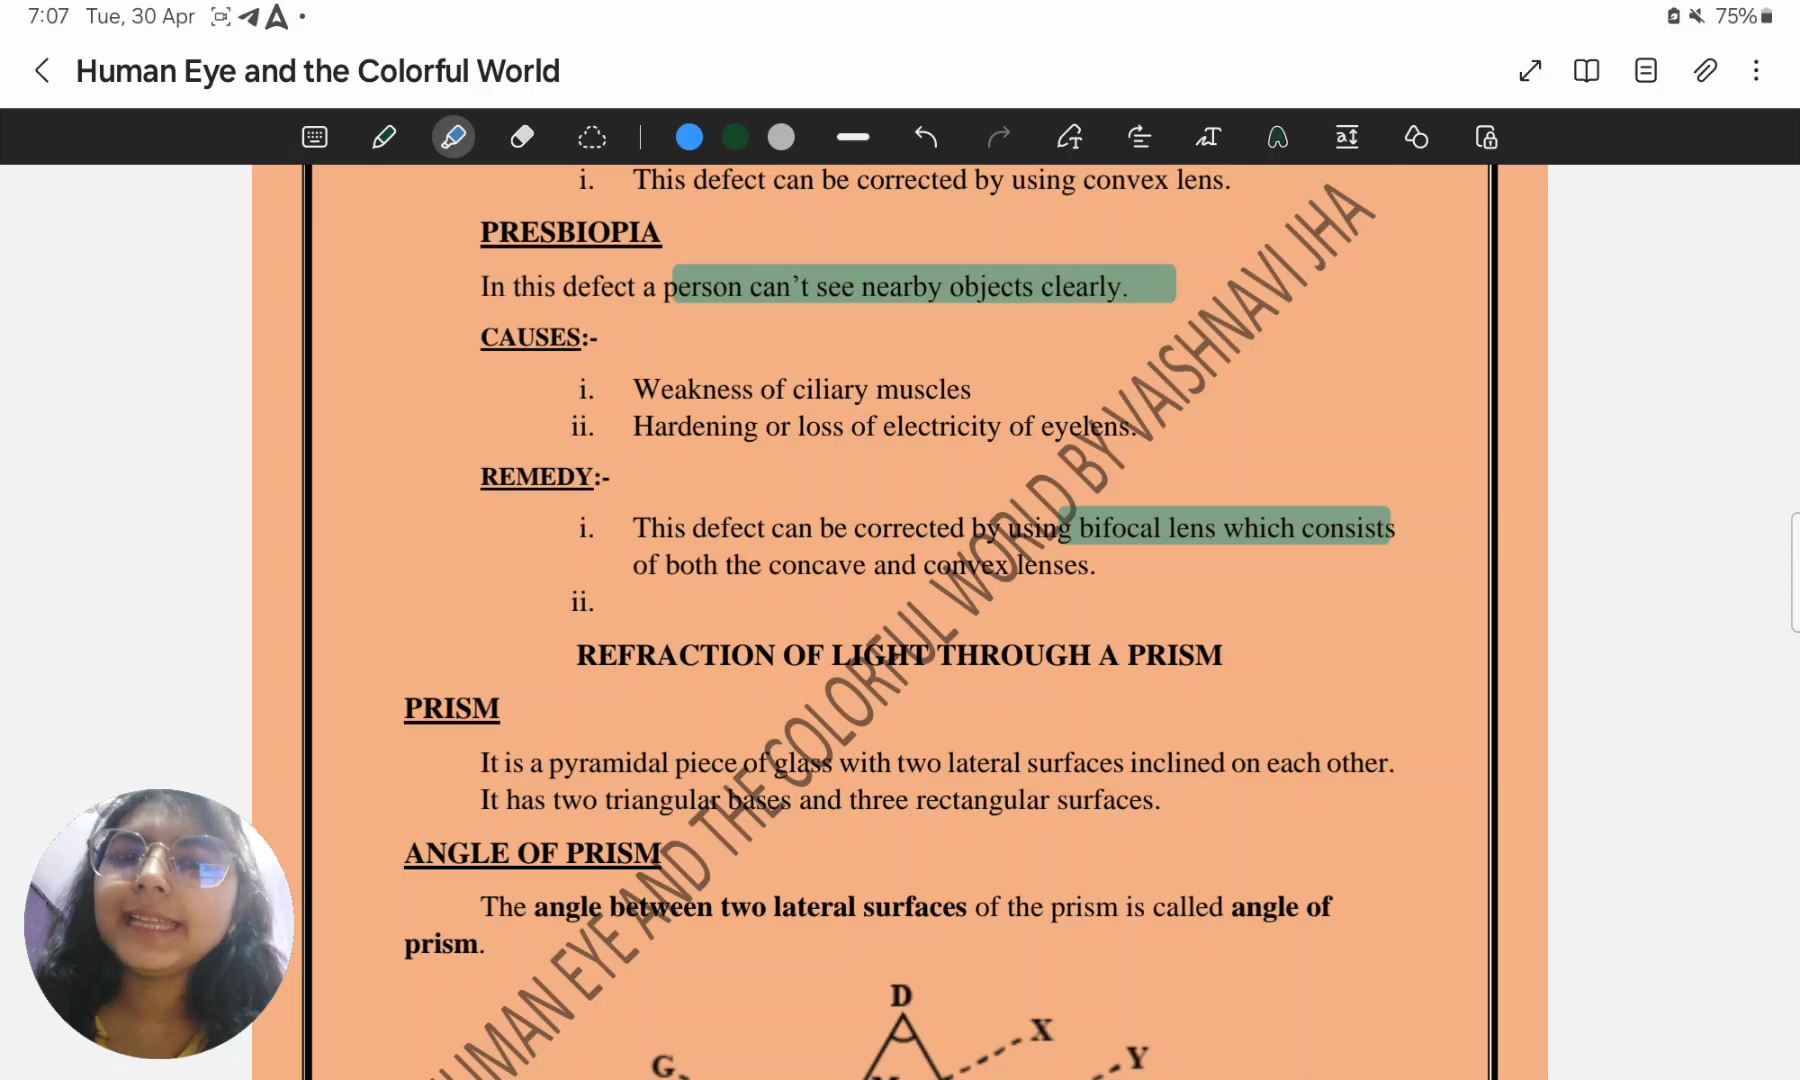 7:07 Tue, 30 Apr
75%
Human Eye and the Colorful World
i. This defect can be corrected by using convex lens.
PRESBIOPIA
In this defect a person can’t see nearby objects clearly.
CAUSES:-
i. Weakness of ciliary muscles
ii. Hardening or loss of electricity of eyelens.
REMEDY:-
i. This defect can be corrected by using bifocal lens which consists
of both the concave and convex lenses.
ii.
REFRACTION OF LIGHT THROUGH A PRISM
PRISM
It is a pyramidal piece of glass with two lateral surfaces inclined on each other.
It has two triangular bases and three rectangular surfaces.
ANGLE OF PRISM
The angle between two lateral surfaces of the prism is called angle of
prism.
D
X
Y
G
HUMAN EYE AND THE COLORFUL WORLD BY VAISHNAVI JHA